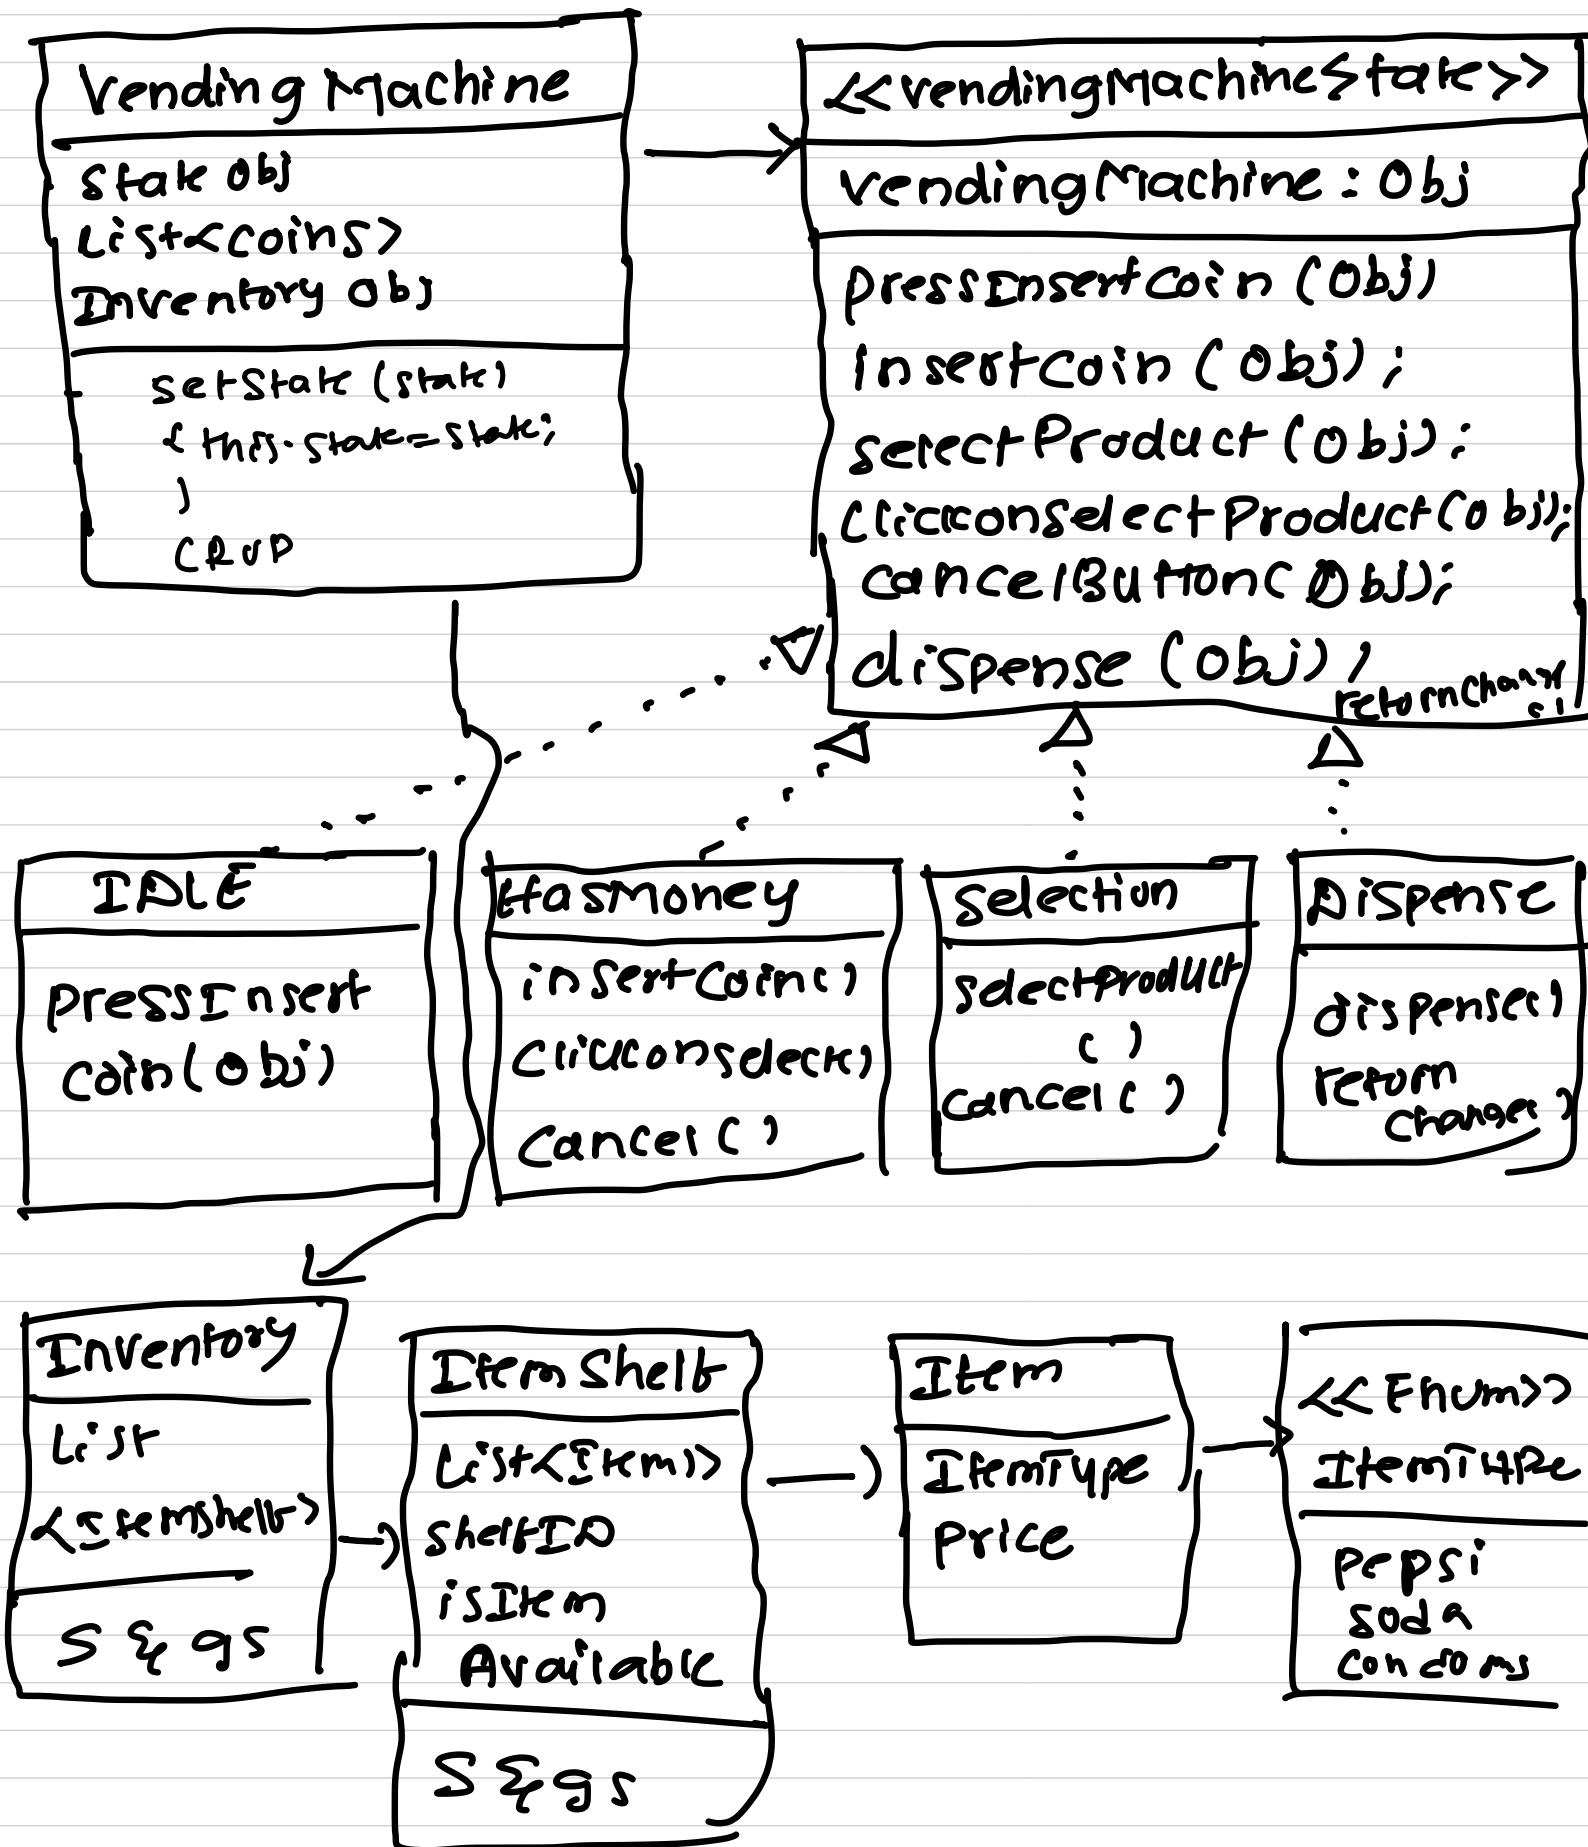 Vending Machine
State Obj
List<coins>
Inventory Obj
setState (state)
{ this.state=state;
}
CRUD
<<vendingMachineState>>
vendingMachine: Obj
pressInsertCoin (Obj)
insertCoin (Obj);
selectProduct (Obj);
ClickonselectProduct(Obj);
cancelButton(Obj);
dispense (Obj);
returnchange
();
IDLE
pressInsert
coin(Obj)
HasMoney
insertCoin()
Clickonselect()
Cancel()
Selection
selectProduct
()
cancel()
Dispense
dispense()
return
change()
Inventory
List
<Itemshelf>
S & gs
Item Shelf
List<Item>
shelfID
isItem
Available
S & gs
Item
ItemType
price
<<Enum>>
ItemTYPe
pepsi
soda
condoms